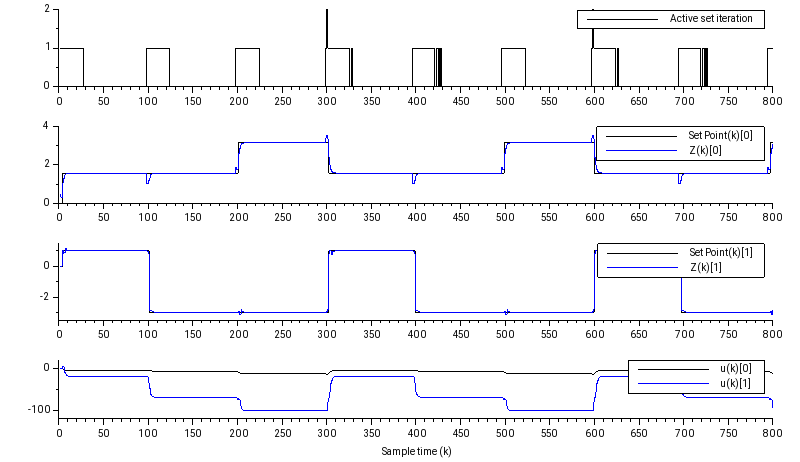 2
Active set iteration
1
0
0 50 100 150 200 250 300 350 400 450 500 550 600 650 700 750 800
4
Set Point(k)[0]
Z(k)[0]
2
0
0 50 100 150 200 250 300 350 400 450 500 550 600 650 700 750 800
Set Point(k)[1]
0
Z(k)[1]
-2
0 50 100 150 200 250 300 350 400 450 500 550 600 650 700 750 800
0
u(k)[0]
u(k)[1]
-100
0 50 100 150 200 250 300 350 400 450 500 550 600 650 700 750 800
Sample time (k)